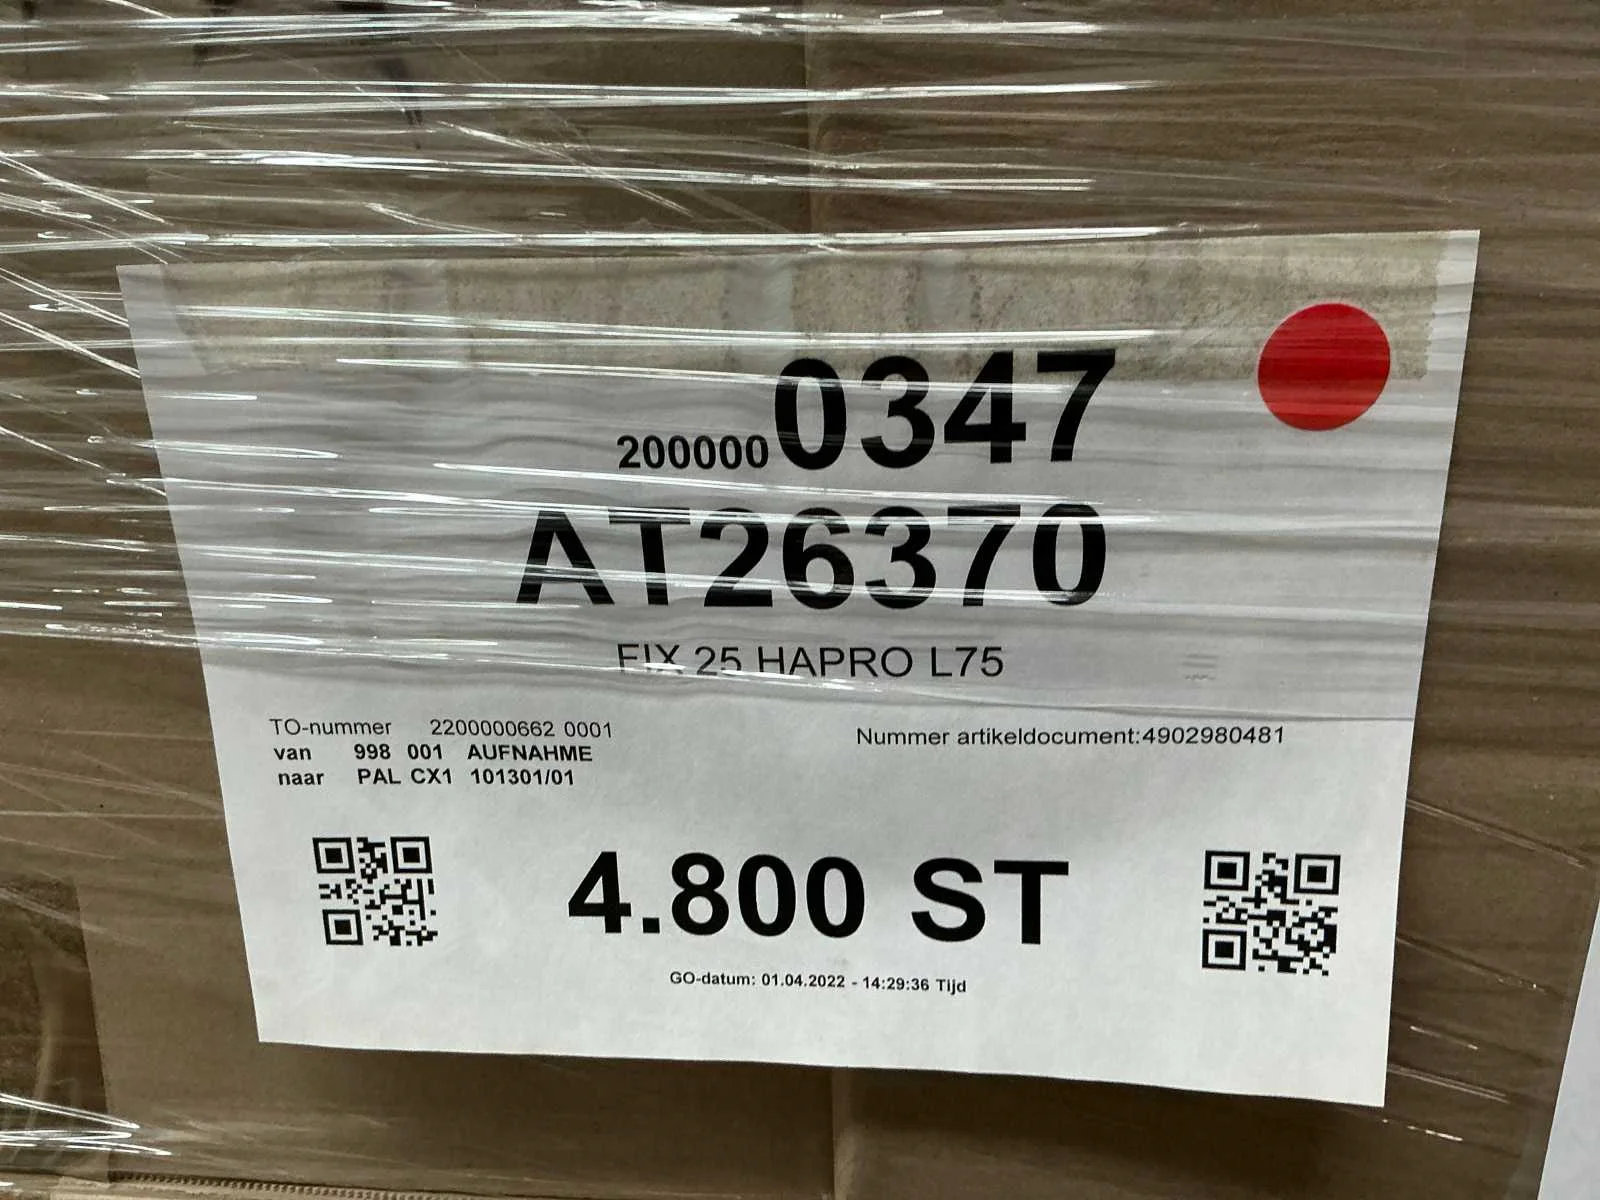 2000000347
AT26370
FIX 25 HAPRO L75
TO-nummer 2200000662 0001
Nummer artikeldocument:4902980481
van 998 001 AUFNAHME
naar PAL CX1 101301/01
4.800 ST
GO-datum: 01.04.2022 - 14:29:36 Tijd